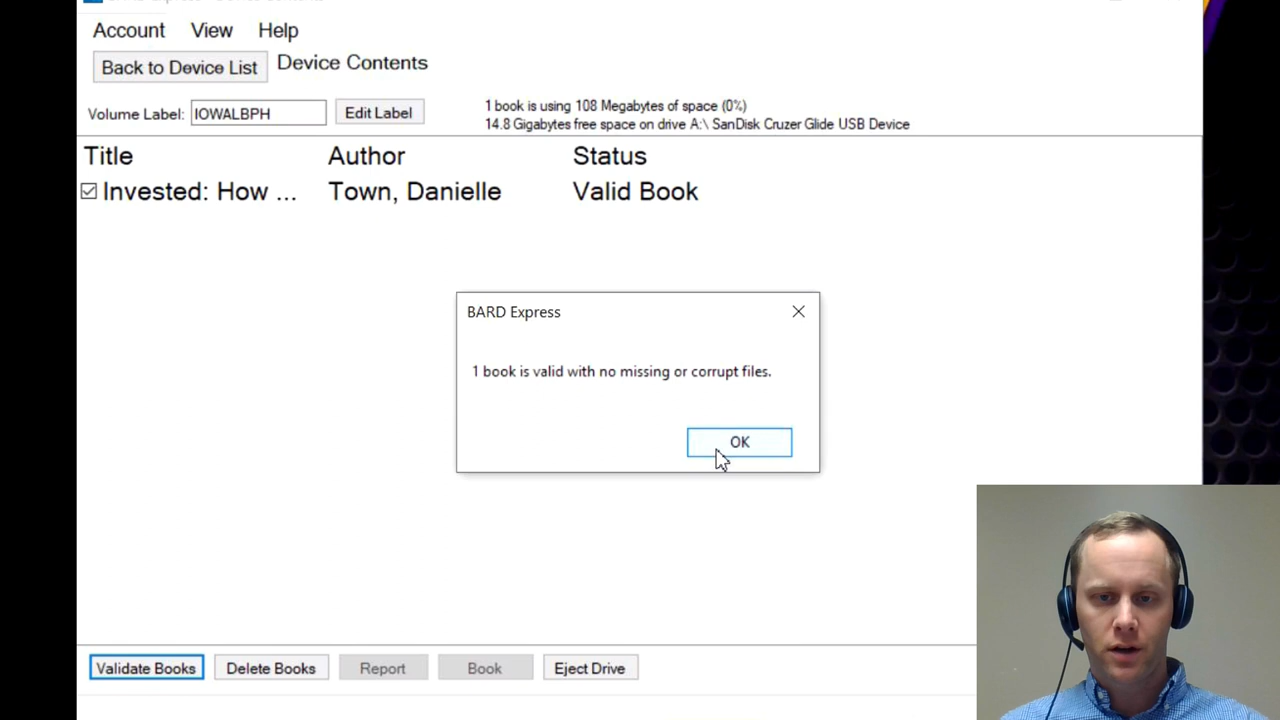 Account View Help
Back to Device List Device Contents
Volume Label: IOWALBPH Edit Label
1 book is using 108 Megabytes of space (0%)
14.8 Gigabytes free space on drive A:\ SanDisk Cruzer Glide USB Device
Title Author Status
Invested: How ... Town, Danielle Valid Book
BARD Express
1 book is valid with no missing or corrupt files.
OK
Validate Books Delete Books Report Book Eject Drive